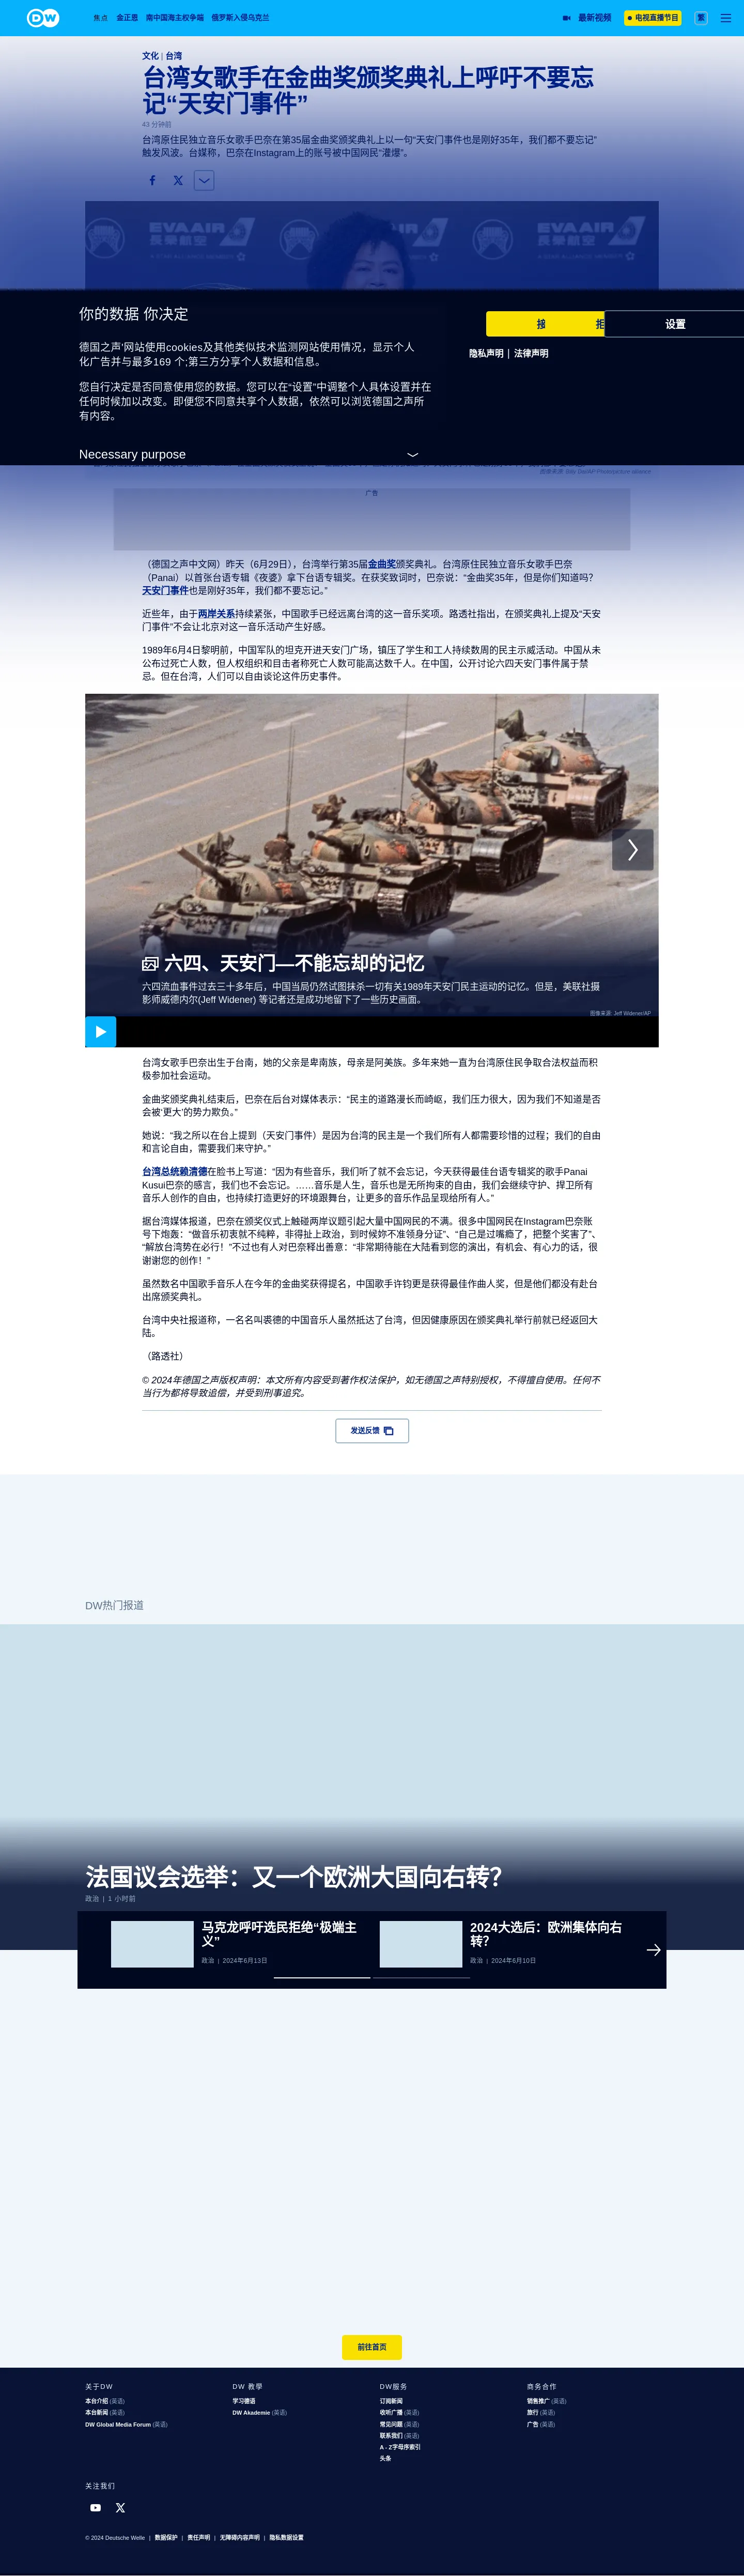 DW
焦点 金正恩 南中国海主权争端 俄罗斯入侵乌克兰 最新视频 电视直播节目 繁
文化 | 台湾
台湾女歌手在金曲奖颁奖典礼上呼吁不要忘
记“天安门事件”
43 分钟前
台湾原住民独立音乐女歌手巴奈在第35届金曲奖颁奖典礼上以一句“天安门事件也是刚好35年，我们都不要忘记”
触发风波。台媒称，巴奈在Instagram上的账号被中国网民“灌爆”。
EVA AIR EVA AIR EVA AIR
長榮航空 長榮航空 長榮航空
你的数据 你决定
德国之声'网站使用cookies及其他类似技术监测网站使用情况，显示个人
化广告并与最多169 个;第三方分享个人数据和信息。
您自行决定是否同意使用您的数据。您可以在“设置”中调整个人具体设置并在
任何时候加以改变。即便您不同意共享个人数据，依然可以浏览德国之声所
有内容。
Necessary purpose
设置
隐私声明 | 法律声明
广告
（德国之声中文网）昨天（6月29日），台湾举行第35届金曲奖颁奖典礼。台湾原住民独立音乐女歌手巴奈
（Panai）以首张台语专辑《夜婆》拿下台语专辑奖。在获奖致词时，巴奈说：“金曲奖35年，但是你们知道吗？
天安门事件也是刚好35年，我们都不要忘记。”
近些年，由于两岸关系持续紧张，中国歌手已经远离台湾的这一音乐奖项。路透社指出，在颁奖典礼上提及“天安
门事件”不会让北京对这一音乐活动产生好感。
1989年6月4日黎明前，中国军队的坦克开进天安门广场，镇压了学生和工人持续数周的民主示威活动。中国从未
公布过死亡人数，但人权组织和目击者称死亡人数可能高达数千人。在中国，公开讨论六四天安门事件属于禁
忌。但在台湾，人们可以自由谈论这件历史事件。
六四、天安门—不能忘却的记忆
六四流血事件过去三十多年后，中国当局仍然试图抹杀一切有关1989年天安门民主运动的记忆。但是，美联社摄
影师威德内尔(Jeff Widener) 等记者还是成功地留下了一些历史画面。
图像来源: Jeff Widener/AP
台湾女歌手巴奈出生于台南，她的父亲是卑南族，母亲是阿美族。多年来她一直为台湾原住民争取合法权益而积
极参加社会运动。
金曲奖颁奖典礼结束后，巴奈在后台对媒体表示：“民主的道路漫长而崎岖，我们压力很大，因为我们不知道是否
会被‘更大’的势力欺负。”
她说：“我之所以在台上提到（天安门事件）是因为台湾的民主是一个我们所有人都需要珍惜的过程；我们的自由
和言论自由，需要我们来守护。”
台湾总统赖清德在脸书上写道：“因为有些音乐，我们听了就不会忘记，今天获得最佳台语专辑奖的歌手Panai
Kusui巴奈的感言，我们也不会忘记。……音乐是人生，音乐也是无所拘束的自由，我们会继续守护、捍卫所有
音乐人创作的自由，也持续打造更好的环境跟舞台，让更多的音乐作品呈现给所有人。”
据台湾媒体报道，巴奈在颁奖仪式上触碰两岸议题引起大量中国网民的不满。很多中国网民在Instagram巴奈账
号下炮轰：“做音乐初衷就不纯粹，非得扯上政治，到时候妳不准领身分证”、“自己是过嘴瘾了，把整个奖害了”、
“解放台湾势在必行！”不过也有人对巴奈释出善意：“非常期待能在大陆看到您的演出，有机会、有心力的话，很
谢谢您的创作！”
虽然数名中国歌手音乐人在今年的金曲奖获得提名，中国歌手许钧更是获得最佳作曲人奖，但是他们都没有赴台
出席颁奖典礼。
台湾中央社报道称，一名名叫裘德的中国音乐人虽然抵达了台湾，但因健康原因在颁奖典礼举行前就已经返回大
陆。
（路透社）
© 2024年德国之声版权声明：本文所有内容受到著作权法保护，如无德国之声特别授权，不得擅自使用。任何不
当行为都将导致追偿，并受到刑事追究。
发送反馈
DW热门报道
法国议会选举：又一个欧洲大国向右转？
政治 | 1 小时前
马克龙呼吁选民拒绝“极端主
义”
政治 | 2024年6月13日
2024大选后：欧洲集体向右
转？
政治 | 2024年6月10日
前往首页
关于DW
本台介绍 (英语)
本台新闻 (英语)
DW Global Media Forum (英语)
DW 教學
学习德语
DW Akademie (英语)
DW服务
订阅新闻
收听广播 (英语)
常见问题 (英语)
联系我们 (英语)
A - Z字母序索引
头条
商务合作
销售推广 (英语)
旅行 (英语)
广告 (英语)
关注我们
© 2024 Deutsche Welle | 数据保护 | 责任声明 | 无障碍内容声明 | 隐私数据设置